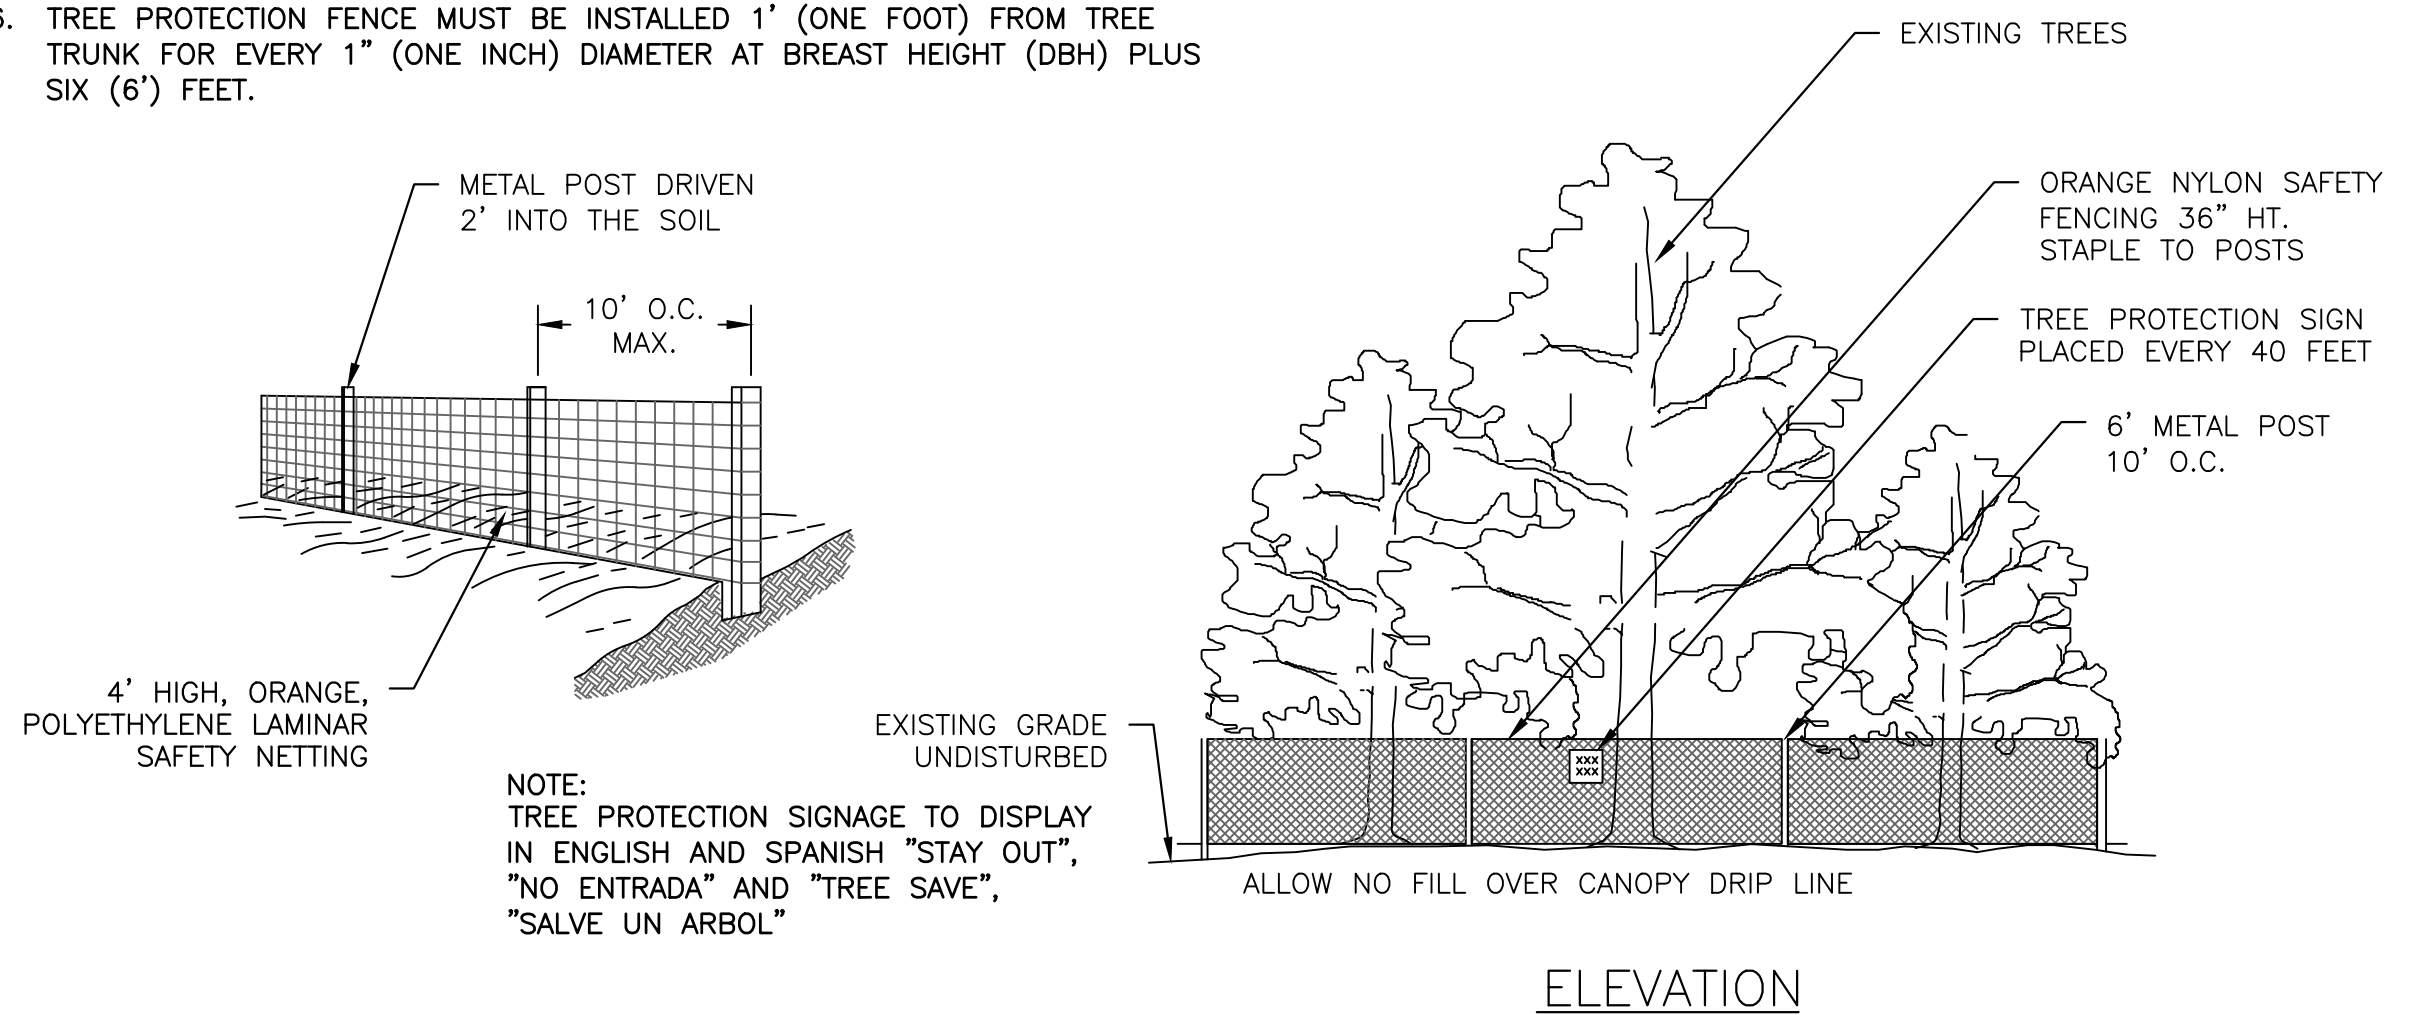 6. TREE PROTECTION FENCE MUST BE INSTALLED 1' (ONE FOOT) FROM TREE
TRUNK FOR EVERY 1" (ONE INCH) DIAMETER AT BREAST HEIGHT (DBH) PLUS
SIX (6') FEET.
METAL POST DRIVEN
2' INTO THE SOIL
10' O.C.
MAX.
4' HIGH, ORANGE,
POLYETHYLENE LAMINAR
SAFETY NETTING
NOTE:
TREE PROTECTION SIGNAGE TO DISPLAY
IN ENGLISH AND SPANISH "STAY OUT",
"NO ENTRADA" AND "TREE SAVE",
"SALVE UN ARBOL"
EXISTING TREES
ORANGE NYLON SAFETY
FENCING 36" HT.
STAPLE TO POSTS
TREE PROTECTION SIGN
PLACED EVERY 40 FEET
6' METAL POST
10' O.C.
EXISTING GRADE
UNDISTURBED
XXX
XXX
ALLOW NO FILL OVER CANOPY DRIP LINE
ELEVATION